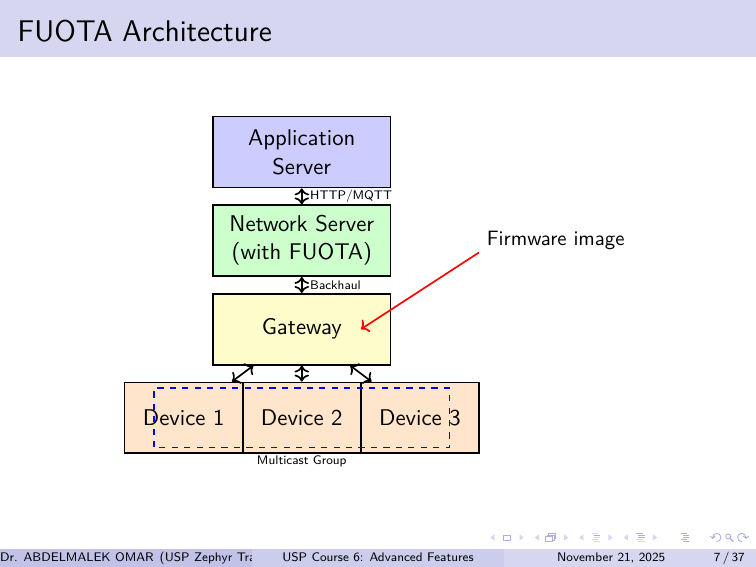 FUOTA Architecture
Application
Server
HTTP/MQTT
Network Server
(with FUOTA)
Firmware image
Backhaul
Gateway
Device 1
Device 2
Device 3
Multicast Group
Dr. ABDELMALEK OMAR (USP Zephyr
USP Course 6: Advanced Features
November 21, 2025
7 / 37